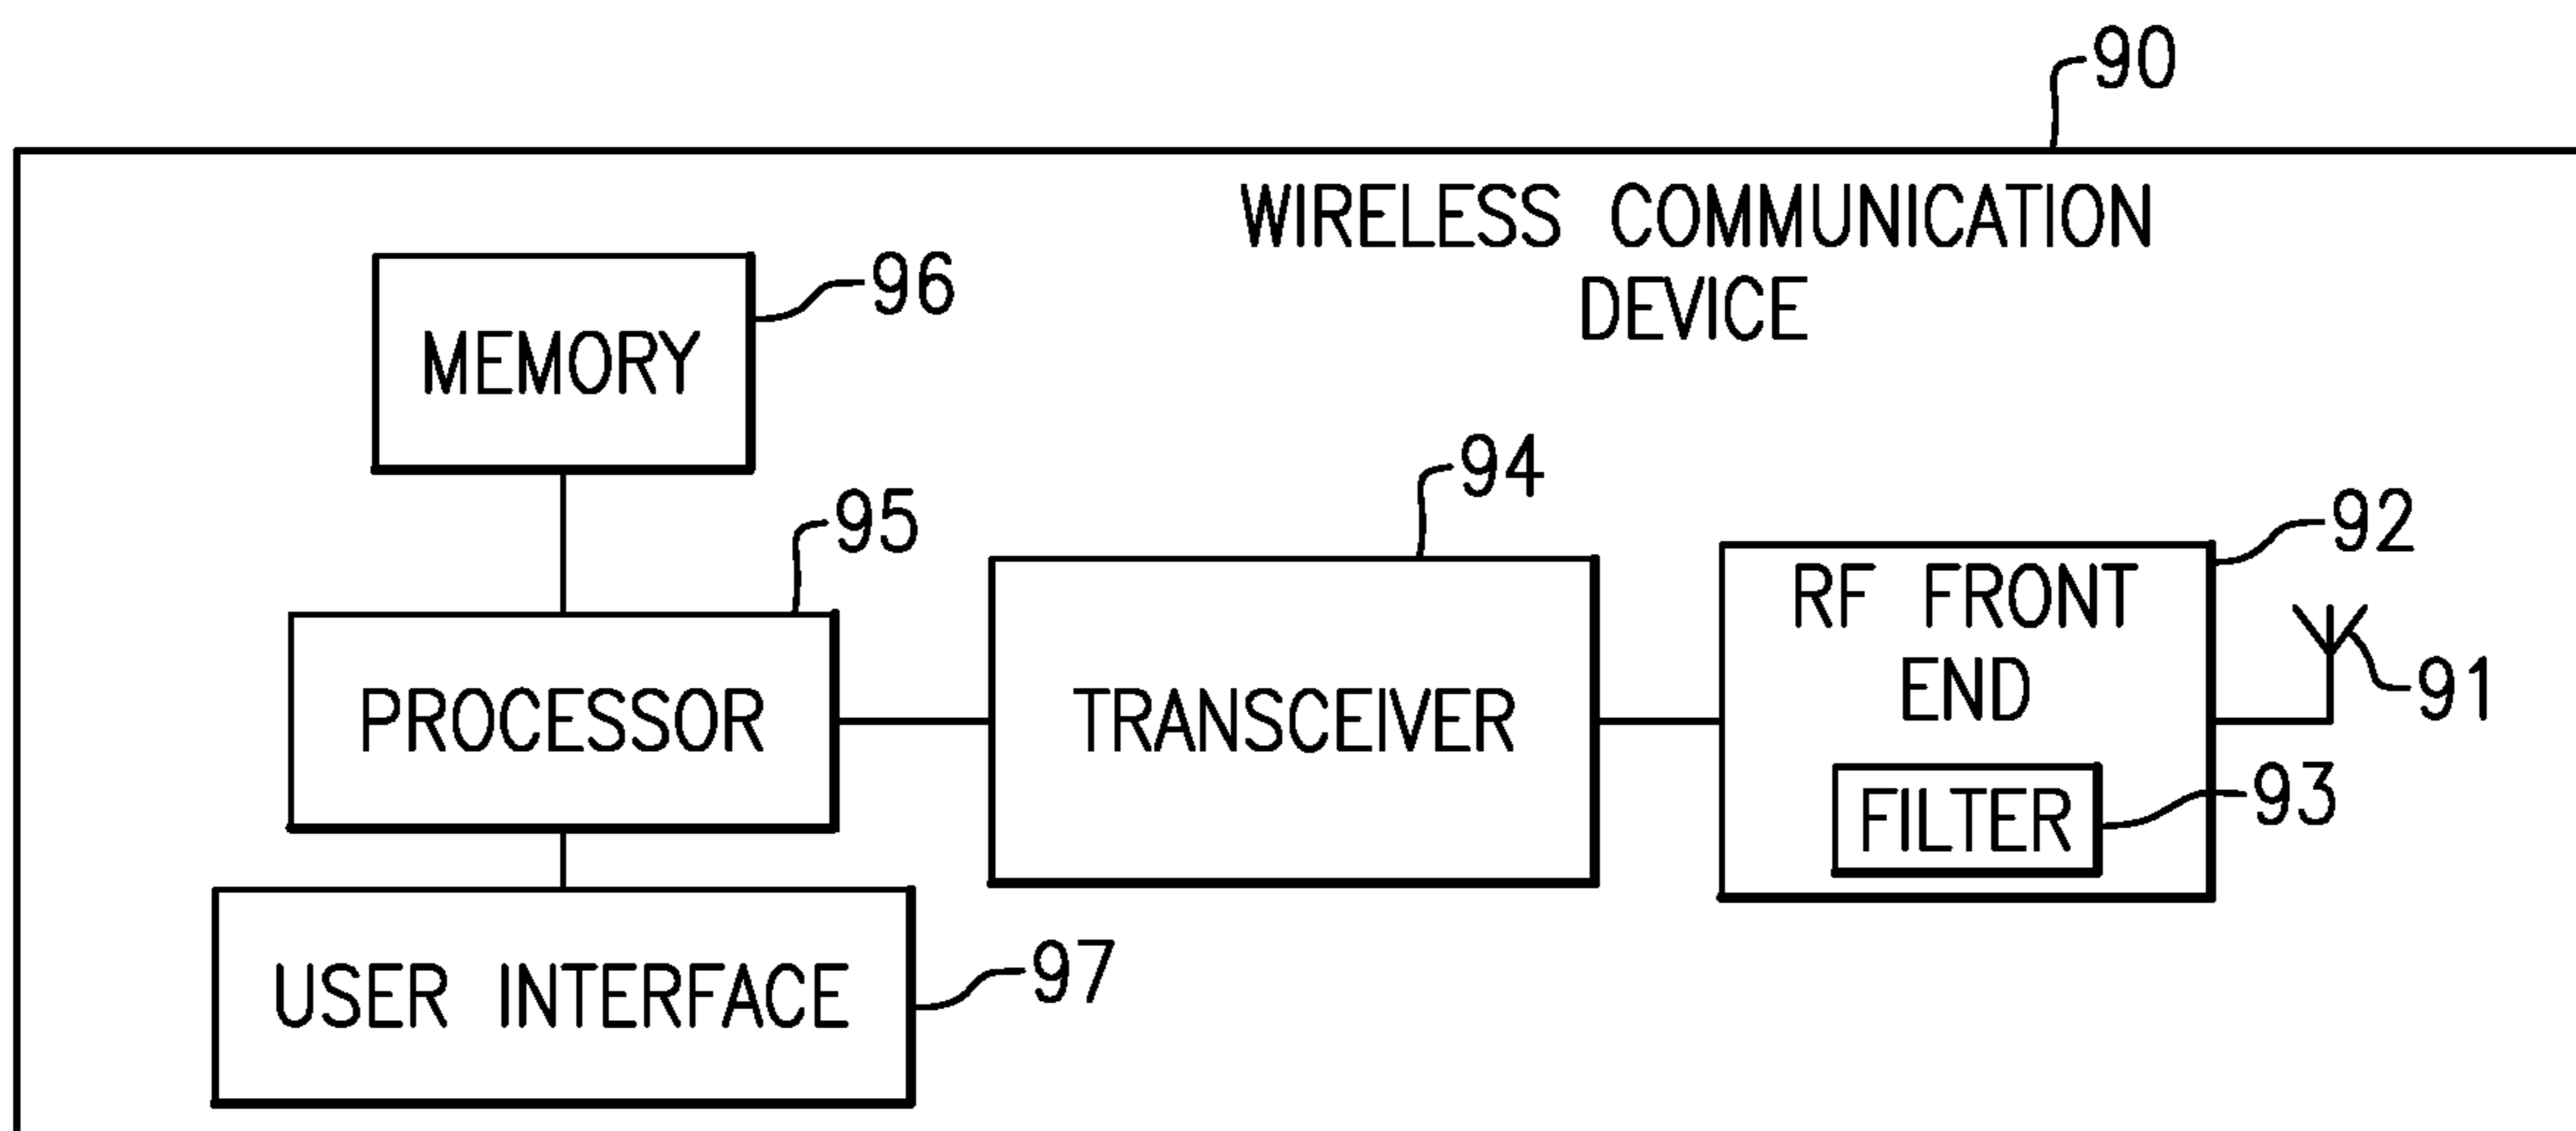 90
WIRELESS COMMUNICATION
DEVICE
96
MEMORY
94
95
92
RF FRONT
END
91
PROCESSOR
TRANSCEIVER
FILTER
93
USER INTERFACE
97